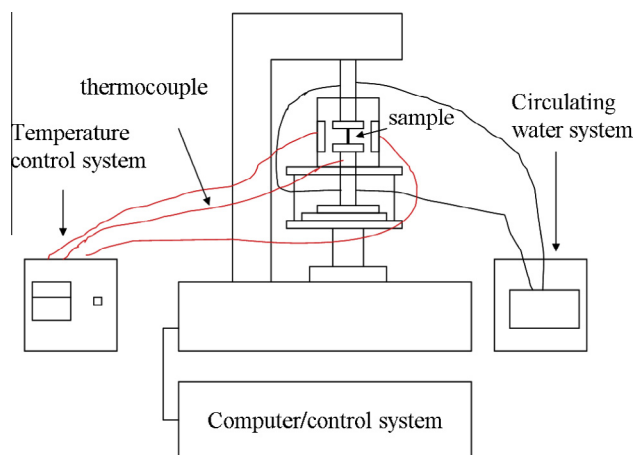 thermocouple
Temperature
control system
sample
Circulating
water system
Computer/control system